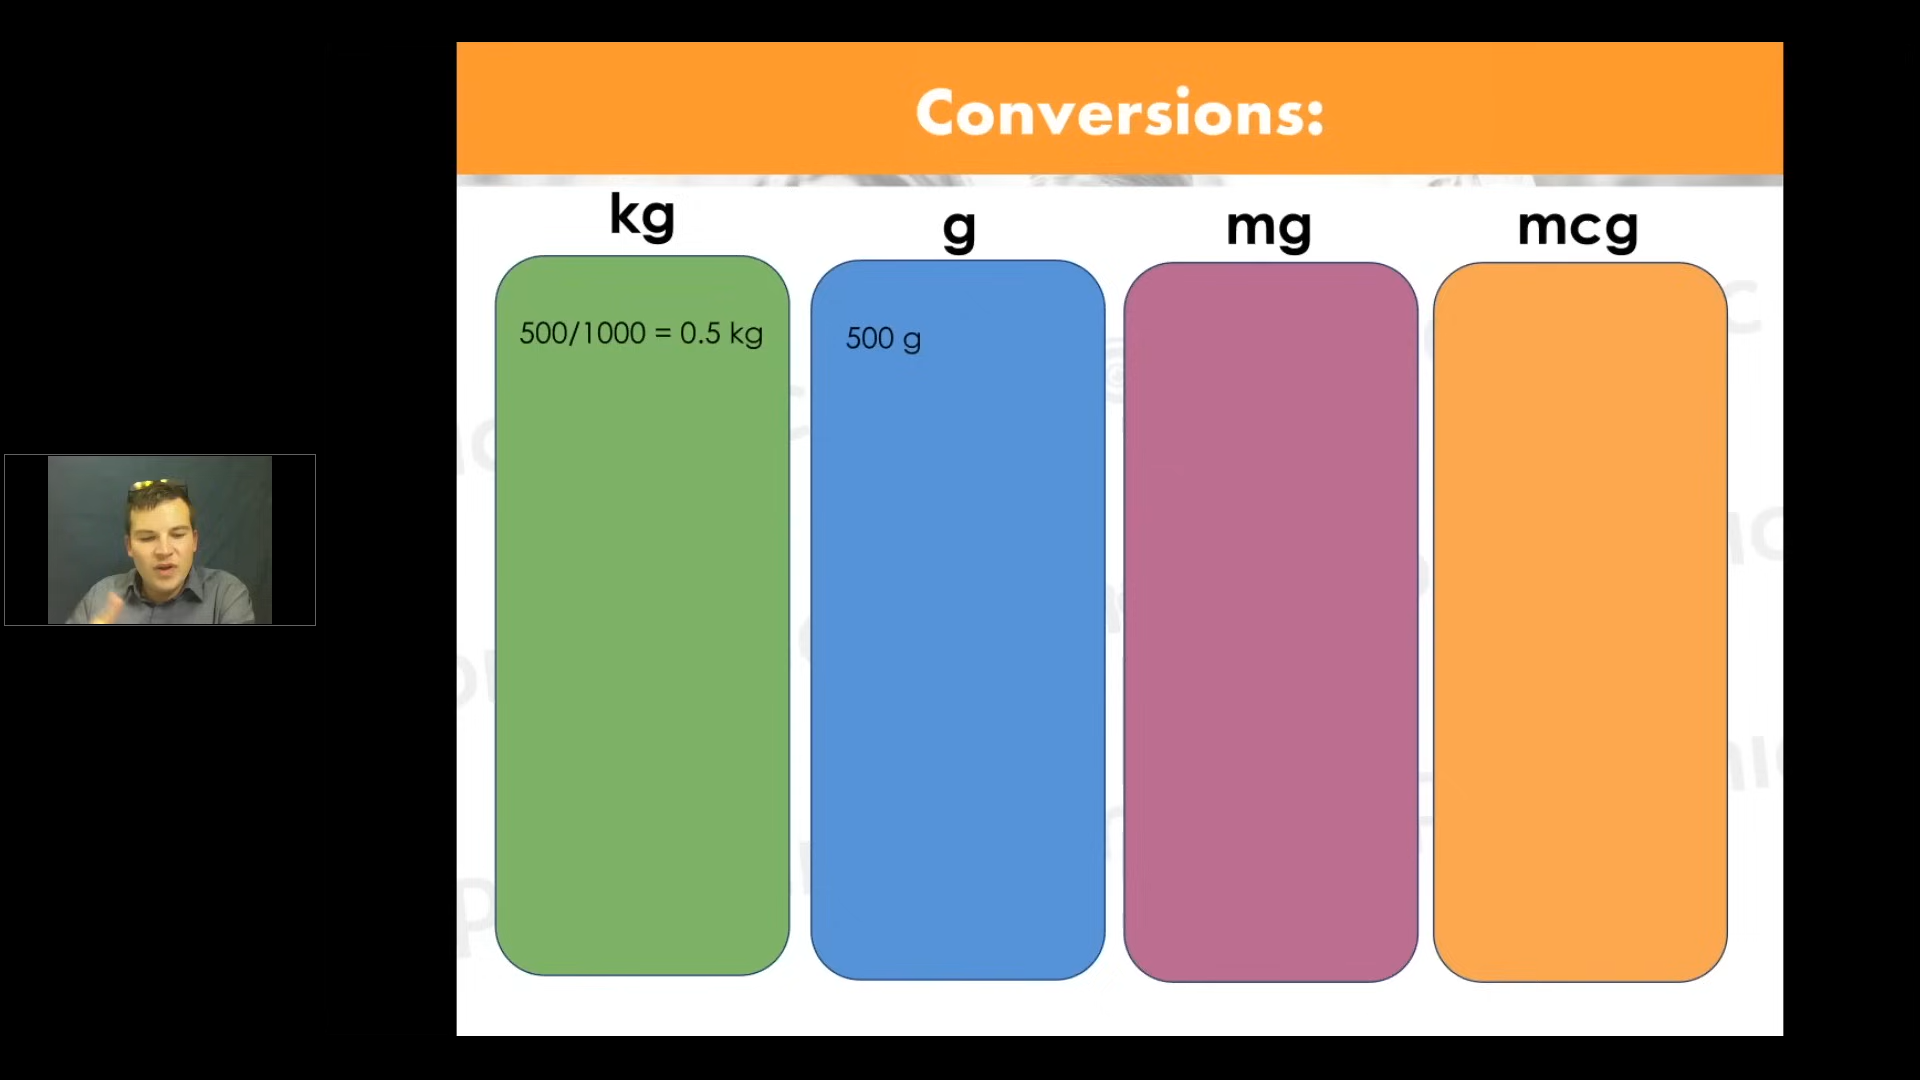 Conversions:
kg
g
mg
mcg
500/1000 = 0.5 kg
500 g